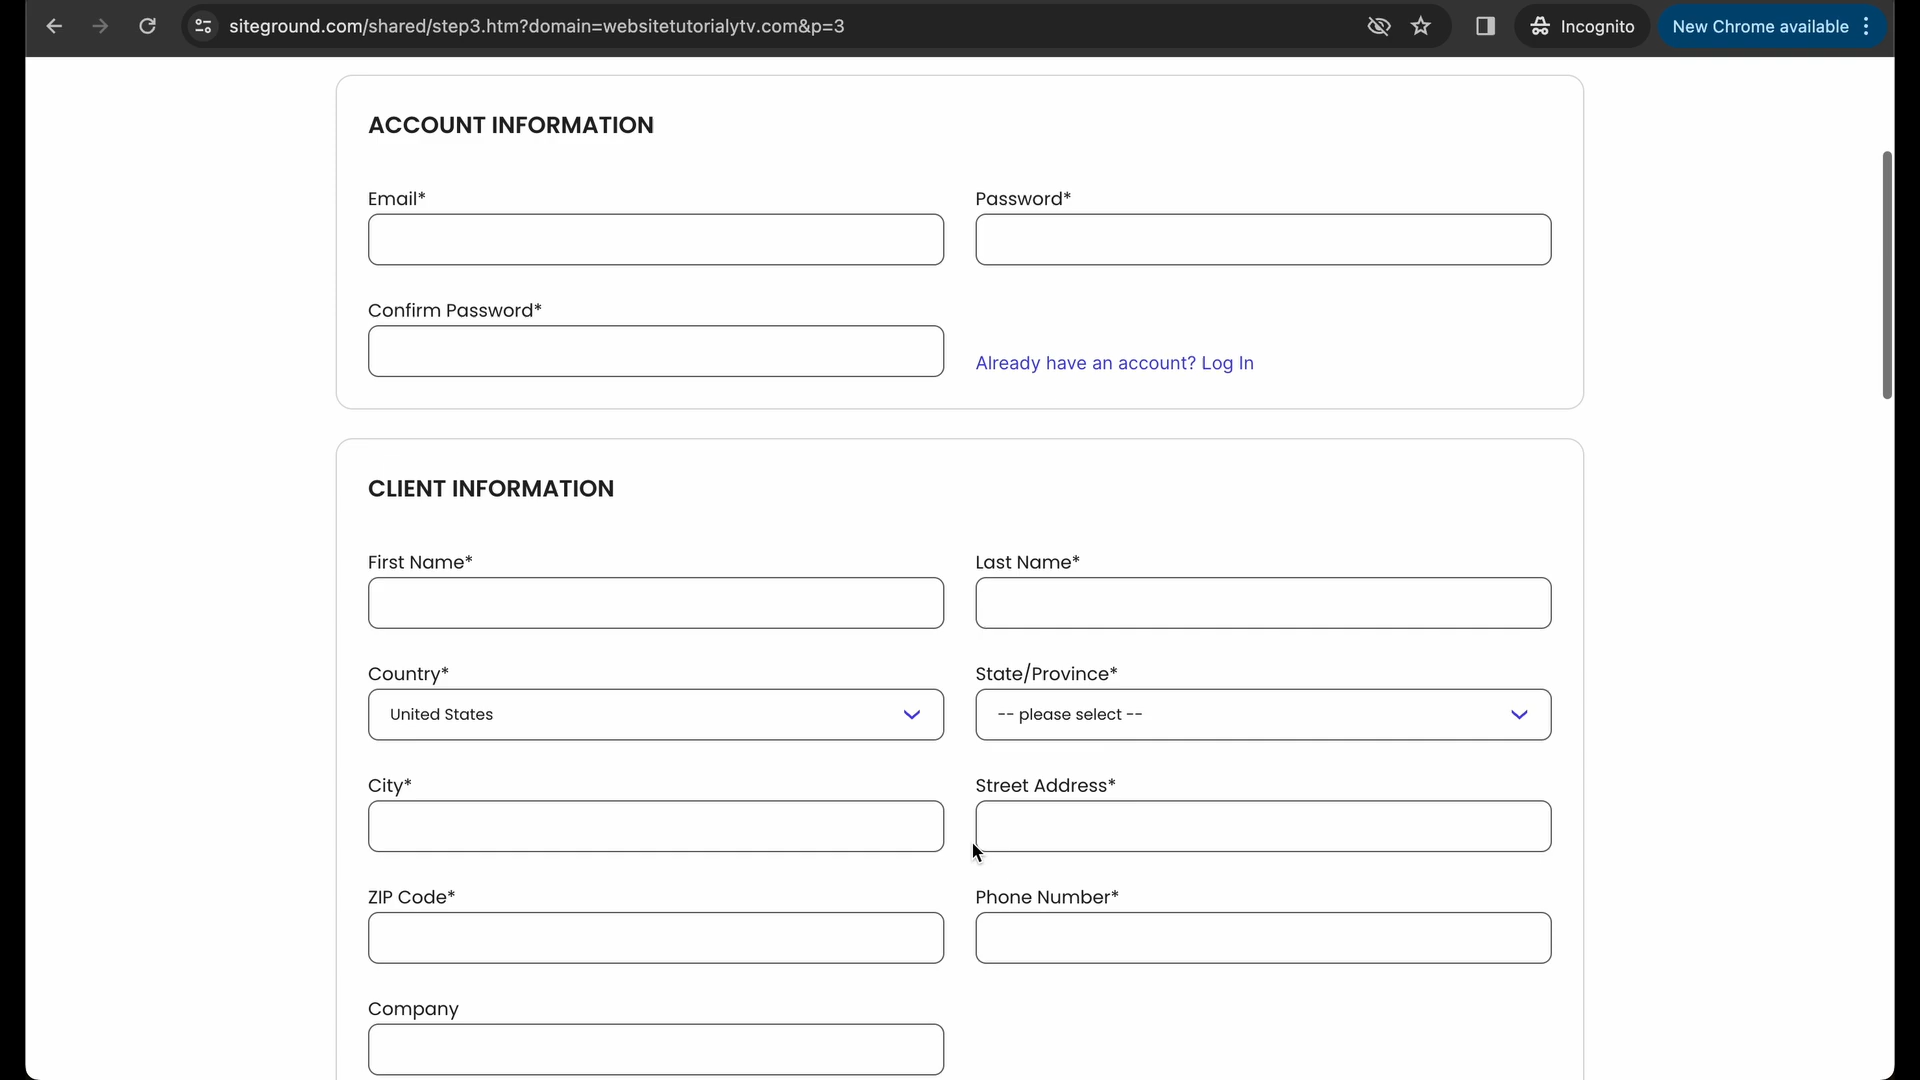 siteground.com/shared/step3.htm?domain=websitetutorialytv.com&p=3
Incognito
New Chrome available
ACCOUNT INFORMATION
Email*
Password*
Confirm Password*
Already have an account? Log In
CLIENT INFORMATION
First Name*
Last Name*
Country*
State/Province*
United States
-- please select --
City*
Street Address*
ZIP Code*
Phone Number*
Company